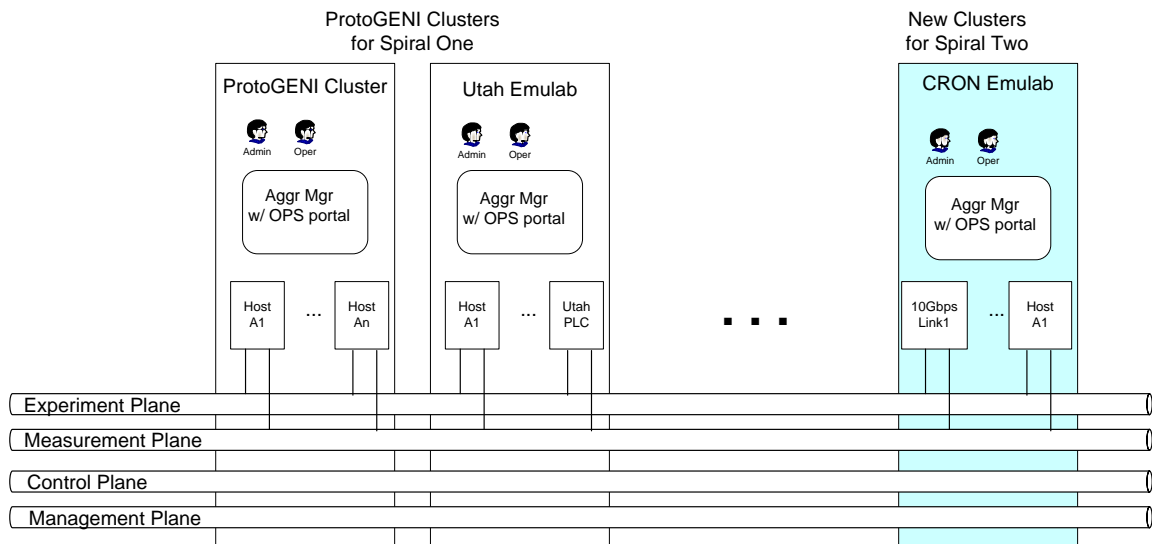 ProtoGENI Clusters
for Spiral One
New Clusters
for Spiral Two
ProtoGENI Cluster
Admin
Oper
Aggr Mgr
w/ OPS portal
Host
A1
...
Host
An
Utah Emulab
Admin
Oper
Aggr Mgr
w/ OPS portal
Host
A1
...
Utah
PLC
. . .
CRON Emulab
Admin
Oper
Aggr Mgr
w/ OPS portal
10Gbps
Link1
...
Host
A1
Experiment Plane
Measurement Plane
Control Plane
Management Plane